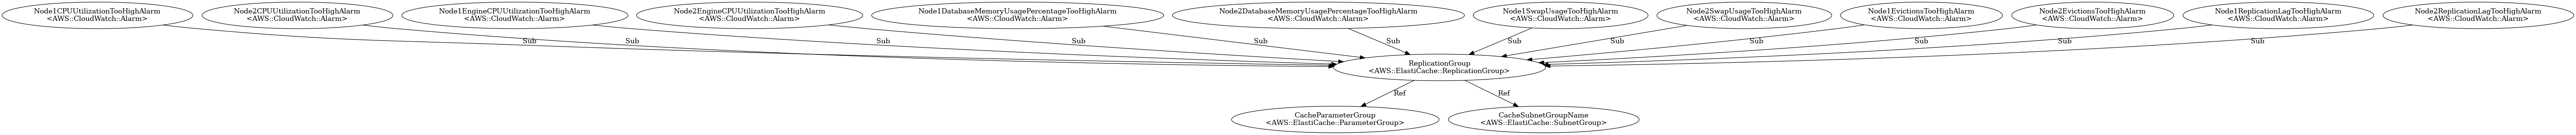 Node1CPUUtilizationTooHighAlarm
<AWS::CloudWatch::Alarm>
Node2CPUUtilizationTooHighAlarm
<AWS::CloudWatch::Alarm>
Node1EngineCPUUtilizationTooHighAlarm
<AWS::CloudWatch::Alarm>
Node2EngineCPUUtilizationTooHighAlarm
<AWS::CloudWatch::Alarm>
Node1DatabaseMemoryUsagePercentageTooHighAlarm
<AWS::CloudWatch::Alarm>
Node2DatabaseMemoryUsagePercentageTooHighAlarm
<AWS::CloudWatch::Alarm>
Node1SwapUsageTooHighAlarm
<AWS::CloudWatch::Alarm>
Node2SwapUsageTooHighAlarm
<AWS::CloudWatch::Alarm>
Node1EvictionsTooHighAlarm
<AWS::CloudWatch::Alarm>
Node2EvictionsTooHighAlarm
<AWS::CloudWatch::Alarm>
Node1ReplicationLagTooHighAlarm
<AWS::CloudWatch::Alarm>
Node2ReplicationLagTooHighAlarm
<AWS::CloudWatch::Alarm>
Sub
Sub
Sub
Sub
Sub
Sub
Sub
Sub
Sub
Sub
Sub
Sub
ReplicationGroup
<AWS::ElastiCache::ReplicationGroup>
Ref
Ref
CacheParameterGroup
<AWS::ElastiCache::ParameterGroup>
CacheSubnetGroupName
<AWS::ElastiCache::SubnetGroup>